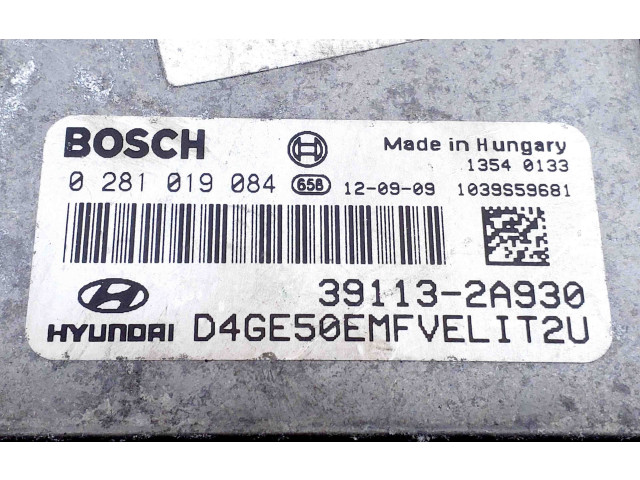 BOSCH
Made in Hungary
1354 0133
0 281 019 084 658 12-09-09 1039S59681
39113-2A930
HYUNDAI D4GE50EMFVELIT2U